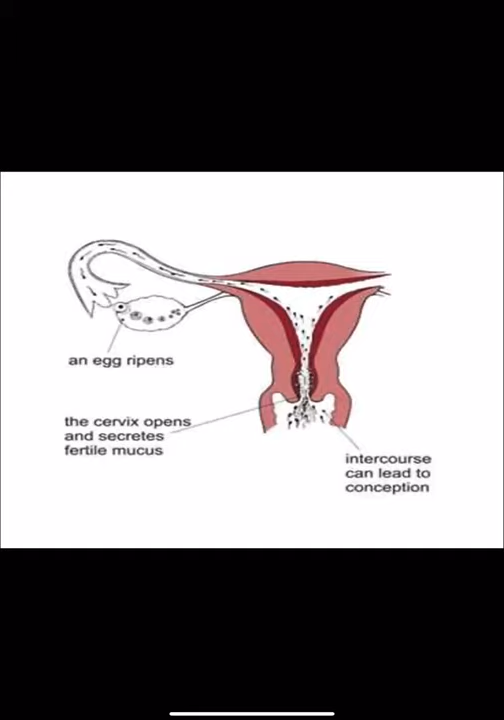 an egg ripens
the cervix opens
and secretes
fertile mucus
intercourse
can lead to
conception